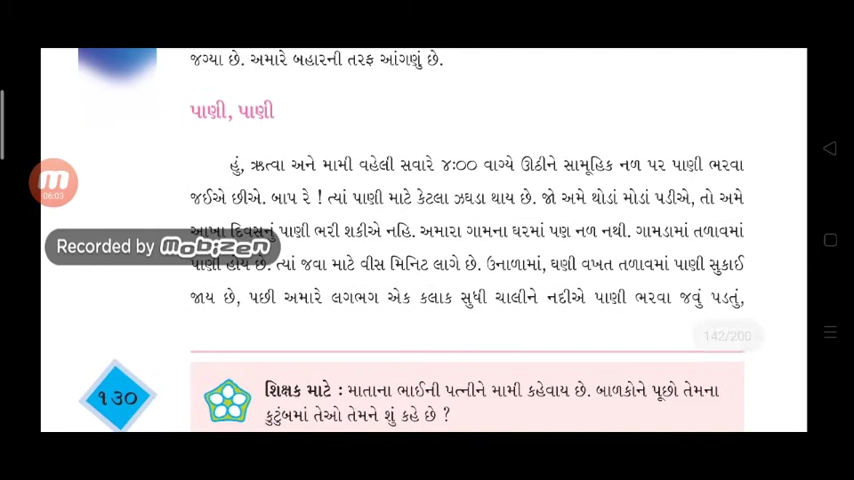 જગ્યા છે. અમારે બહારની તરફ આંગણું છે.
પાણી, પાણી
હું, ઋત્વા અને મામી વહેલી સવારે ૪:૦૦ વાગ્યે ઊઠીને સામૂહિક નળ પર પાણી ભરવા
જઈએ છીએ. બાપ રે ! ત્યાં પાણી માટે કેટલા ઝઘડા થાય છે. જો અમે થોડાં મોડાં પડીએ, તો અમે
આખા દિવસનું પાણી ભરી શકીએ નહિ. અમારા ગામના ઘરમાં પણ નળ નથી. ગામડામાં તળાવમાં
પાણી હોય છે. ત્યાં જવા માટે વીસ મિનિટ લાગે છે. ઉનાળામાં, ઘણી વખત તળાવમાં પાણી સુકાઈ
જાય છે, પછી અમારે લગભગ એક કલાક સુધી ચાલીને નદીએ પાણી ભરવા જવું પડતું,
m
06:03
Recorded by mobizen
142/200
૧૩૦
શિક્ષક માટે : માતાના ભાઈની પત્નીને મામી કહેવાય છે. બાળકોને પૂછો તેમના
કુટુંબમાં તેઓ તેમને શું કહે છે ?